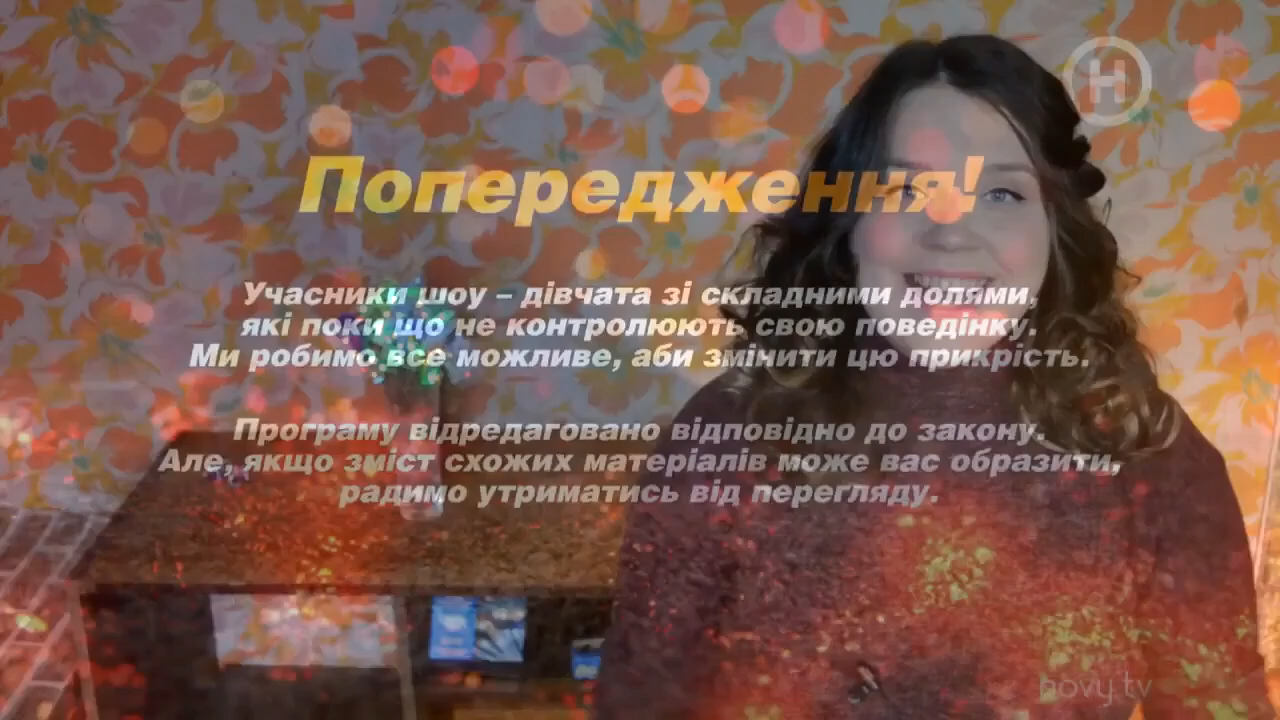 Н
Попередження!
Учасники шоу – дівчата зі складними долями,
які поки що не контролюють свою поведінку.
Ми робимо все можливе, аби змінити цю прикрість.
Програму відредаговано відповідно до закону.
Але, якщо зміст схожих матеріалів може вас образити,
радимо утриматись від перегляду.
novy.tv